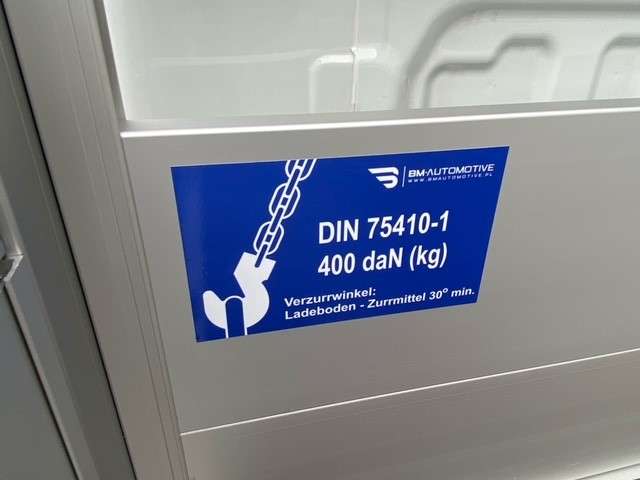 BM-AUTOMOTIVE
WWW.BMAUTOMOTIVE.PL
DIN 75410-1
400 daN (kg)
Verzurrwinkel:
Ladeboden - Zurrmittel 30° min.